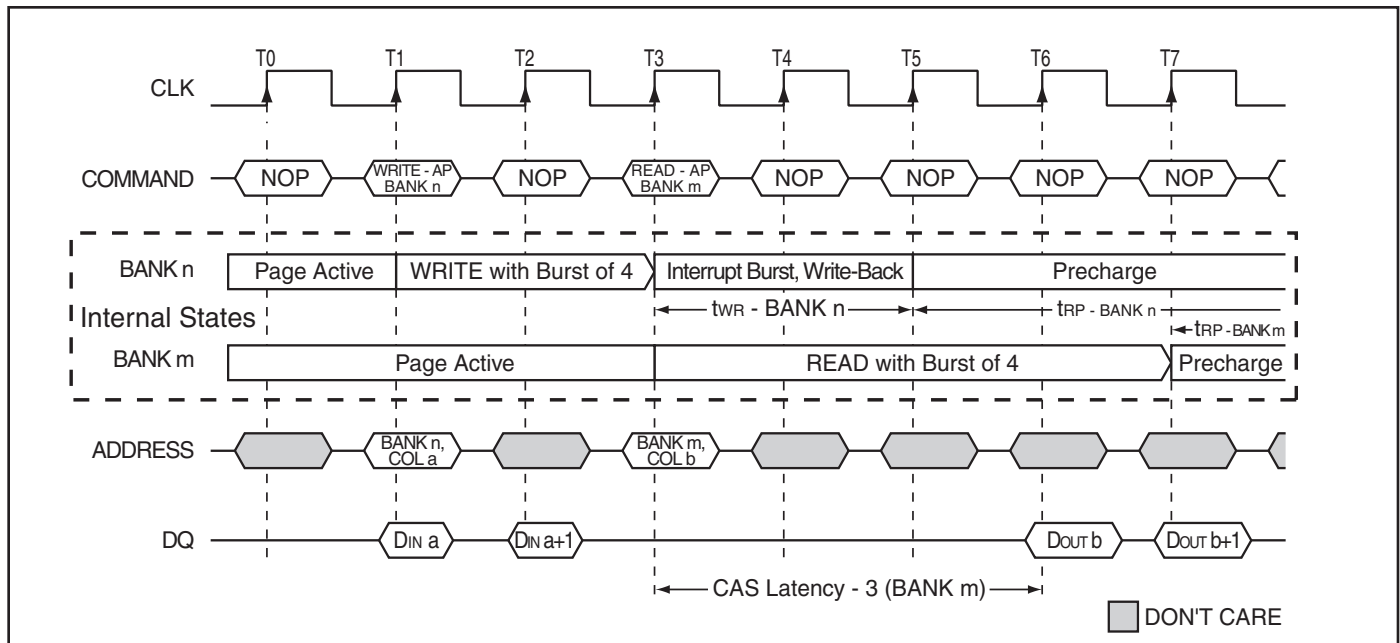 T0 T1 T2 T3 T4 T5 T6 T7
CLK
COMMAND NOP WRITE - AP BANK n NOP READ - AP BANK m NOP NOP NOP NOP
BANK n Page Active WRITE with Burst of 4 Interrupt Burst, Write-Back Precharge
tWR - BANK n tRP - BANK n
Internal States
tRP - BANK m
BANK m Page Active READ with Burst of 4 Precharge
ADDRESS BANK n, COL a BANK m, COL b
DQ DIN a DIN a+1 DOUT b DOUT b+1
CAS Latency - 3 (BANK m)
DON'T CARE